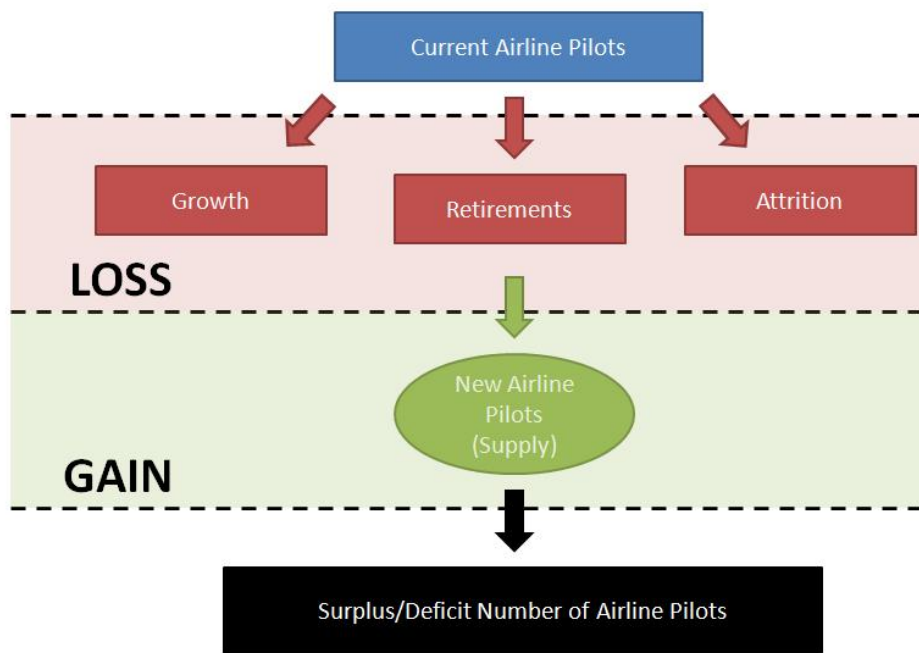 Current Airline Pilots
Growth
Retirements
Attrition
LOSS
New Airline
Pilots
(Supply)
GAIN
Surplus/Deficit Number of Airline Pilots